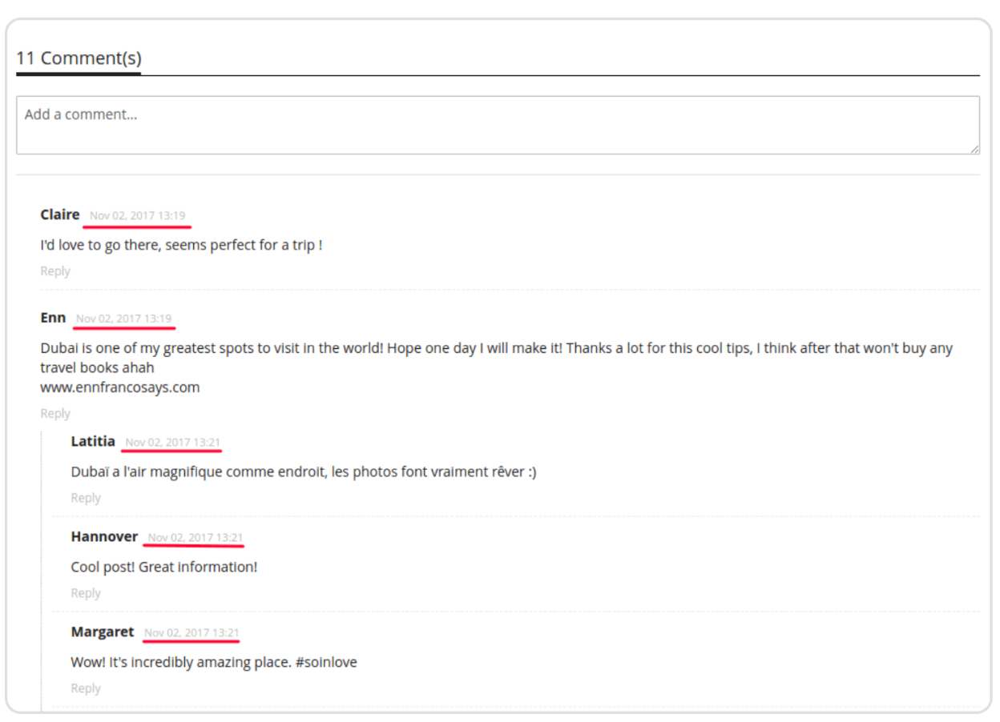 11 Comment(s)
Add a comment...
Claire Nov 02, 2017 13:19
I'd love to go there, seems perfect for a trip !
Reply
Enn Nov 02, 2017 13:19
Dubai is one of my greatest spots to visit in the world! Hope one day I will make it! Thanks a lot for this cool tips, I think after that won't buy any
travel books ahah
www.ennfrancosays.com
Reply
Latitia Nov 02, 2017 13:21
Dubaï a l'air magnifique comme endroit, les photos font vraiment rêver :)
Reply
Hannover Nov 02, 2017 13:21
Cool post! Great information!
Reply
Margaret Nov 02, 2017 13:21
Wow! It's incredibly amazing place. #soinlove
Reply